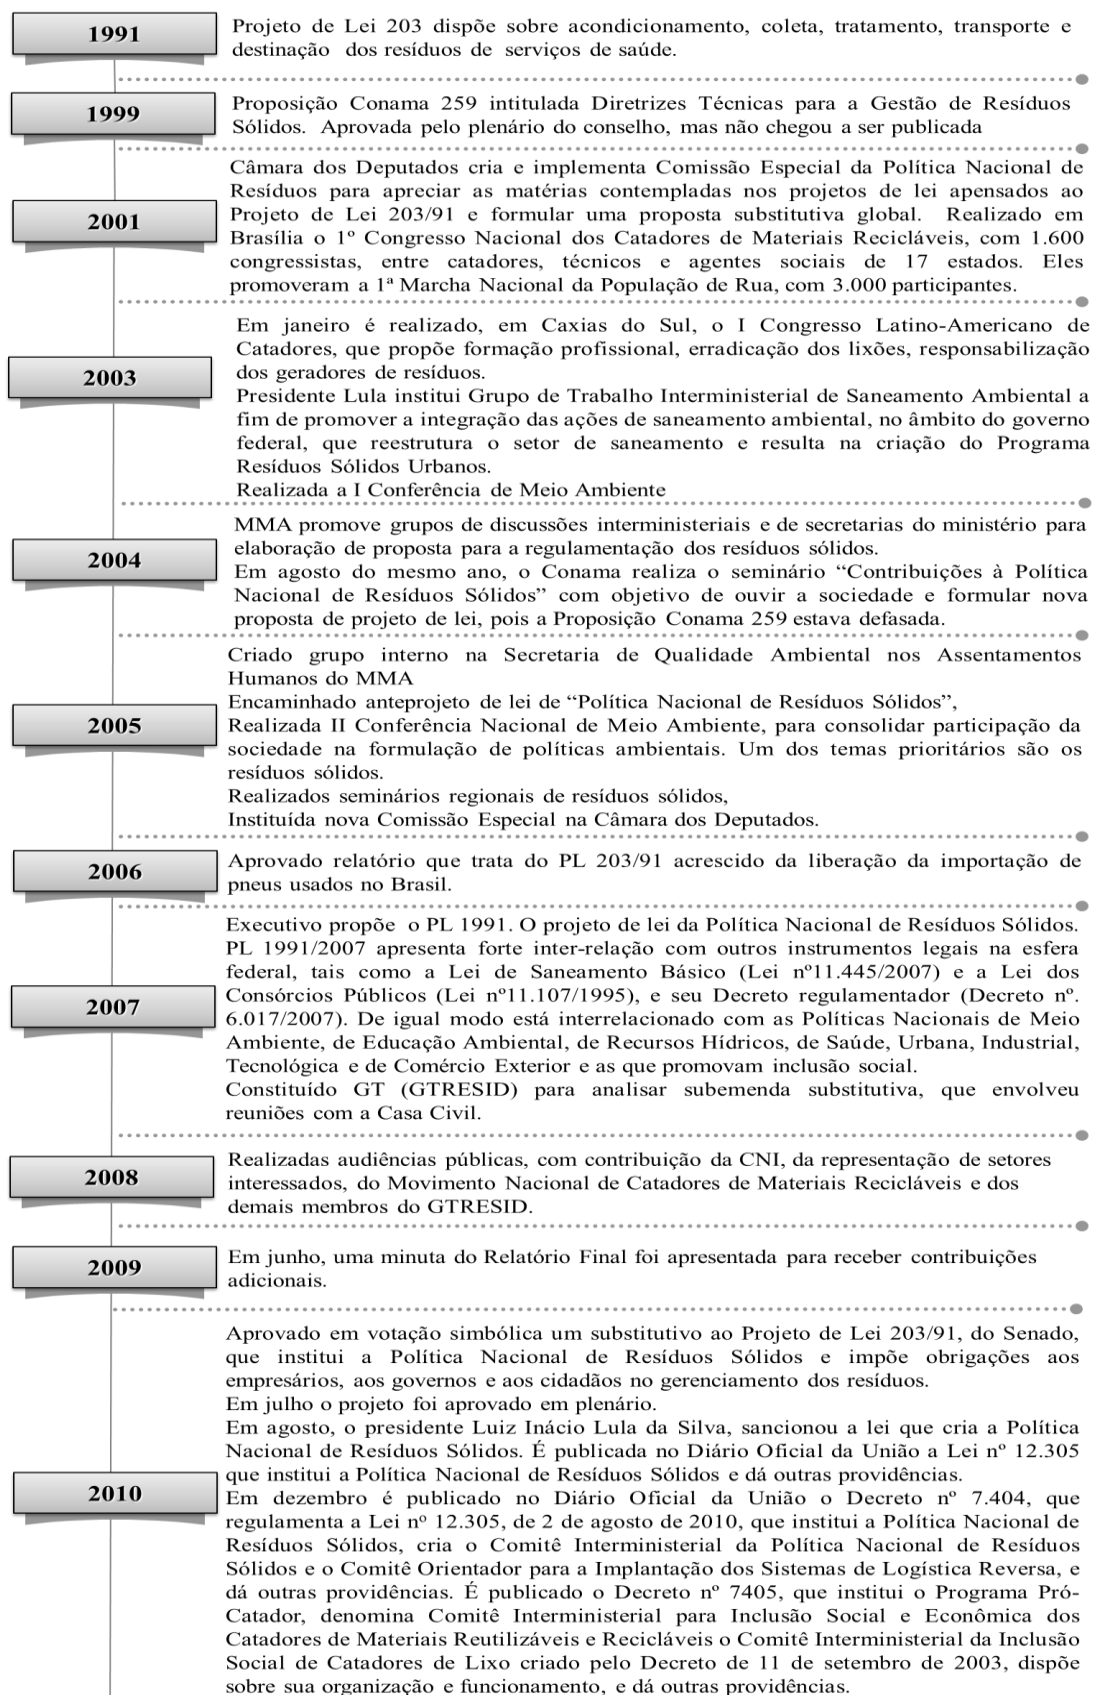 1991
Projeto de Lei 203 dispõe sobre acondicionamento, coleta, tratamento, transporte e
destinação dos resíduos de serviços de saúde.
1999
Proposição Conama 259 intitulada Diretrizes Técnicas para a Gestão de Resíduos
Sólidos. Aprovada pelo plenário do conselho, mas não chegou a ser publicada
2001
Câmara dos Deputados cria e implementa Comissão Especial da Política Nacional de
Resíduos para apreciar as matérias contempladas nos projetos de lei apensados ao
Projeto de Lei 203/91 e formular uma proposta substitutiva global. Realizado em
Brasília o 1º Congresso Nacional dos Catadores de Materiais Recicláveis, com 1.600
congressistas, entre catadores, técnicos e agentes sociais de 17 estados. Eles
promoveram a 1ª Marcha Nacional da População de Rua, com 3.000 participantes.
2003
Em janeiro é realizado, em Caxias do Sul, o I Congresso Latino-Americano de
Catadores, que propõe formação profissional, erradicação dos lixões, responsabilização
dos geradores de resíduos.
Presidente Lula institui Grupo de Trabalho Interministerial de Saneamento Ambiental a
fim de promover a integração das ações de saneamento ambiental, no âmbito do governo
federal, que reestrutura o setor de saneamento e resulta na criação do Programa
Resíduos Sólidos Urbanos.
Realizada a I Conferência de Meio Ambiente
2004
MMA promove grupos de discussões interministeriais e de secretarias do ministério para
elaboração de proposta para a regulamentação dos resíduos sólidos.
Em agosto do mesmo ano, o Conama realiza o seminário “Contribuições à Política
Nacional de Resíduos Sólidos” com objetivo de ouvir a sociedade e formular nova
proposta de projeto de lei, pois a Proposição Conama 259 estava defasada.
2005
Criado grupo interno na Secretaria de Qualidade Ambiental nos Assentamentos
Humanos do MMA
Encaminhado anteprojeto de lei de “Política Nacional de Resíduos Sólidos”,
Realizada II Conferência Nacional de Meio Ambiente, para consolidar participação da
sociedade na formulação de políticas ambientais. Um dos temas prioritários são os
resíduos sólidos.
Realizados seminários regionais de resíduos sólidos,
Instituída nova Comissão Especial na Câmara dos Deputados.
2006
Aprovado relatório que trata do PL 203/91 acrescido da liberação da importação de
pneus usados no Brasil.
2007
Executivo propõe o PL 1991. O projeto de lei da Política Nacional de Resíduos Sólidos.
PL 1991/2007 apresenta forte inter-relação com outros instrumentos legais na esfera
federal, tais como a Lei de Saneamento Básico (Lei nº11.445/2007) e a Lei dos
Consórcios Públicos (Lei nº11.107/1995), e seu Decreto regulamentador (Decreto nº.
6.017/2007). De igual modo está interrelacionado com as Políticas Nacionais de Meio
Ambiente, de Educação Ambiental, de Recursos Hídricos, de Saúde, Urbana, Industrial,
Tecnológica e de Comércio Exterior e as que promovam inclusão social.
Constituído GT (GTRESID) para analisar subemenda substitutiva, que envolveu
reuniões com a Casa Civil.
2008
Realizadas audiências públicas, com contribuição da CNI, da representação de setores
interessados, do Movimento Nacional de Catadores de Materiais Recicláveis e dos
demais membros do GTRESID.
2009
Em junho, uma minuta do Relatório Final foi apresentada para receber contribuições
adicionais.
2010
Aprovado em votação simbólica um substitutivo ao Projeto de Lei 203/91, do Senado,
que institui a Política Nacional de Resíduos Sólidos e impõe obrigações aos
empresários, aos governos e aos cidadãos no gerenciamento dos resíduos.
Em julho o projeto foi aprovado em plenário.
Em agosto, o presidente Luiz Inácio Lula da Silva, sancionou a lei que cria a Política
Nacional de Resíduos Sólidos. É publicada no Diário Oficial da União a Lei nº 12.305
que institui a Política Nacional de Resíduos Sólidos e dá outras providências.
Em dezembro é publicado no Diário Oficial da União o Decreto nº 7.404, que
regulamenta a Lei nº 12.305, de 2 de agosto de 2010, que institui a Política Nacional de
Resíduos Sólidos, cria o Comitê Interministerial da Política Nacional de Resíduos
Sólidos e o Comitê Orientador para a Implantação dos Sistemas de Logística Reversa, e
dá outras providências. É publicado o Decreto nº 7405, que institui o Programa Pró-
Catador, denomina Comitê Interministerial para Inclusão Social e Econômica dos
Catadores de Materiais Reutilizáveis e Recicláveis o Comitê Interministerial da Inclusão
Social de Catadores de Lixo criado pelo Decreto de 11 de setembro de 2003, dispõe
sobre sua organização e funcionamento, e dá outras providências.